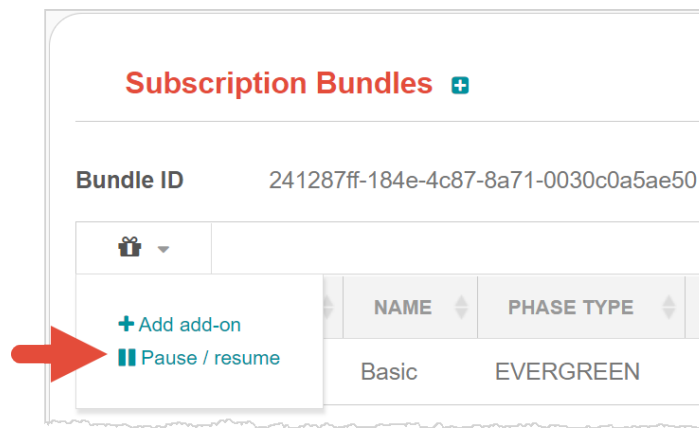 Subscription Bundles
Bundle ID 241287ff-184e-4c87-8a71-0030c0a5ae50
NAME PHASE TYPE
Add add-on
Pause / resume
Basic EVERGREEN